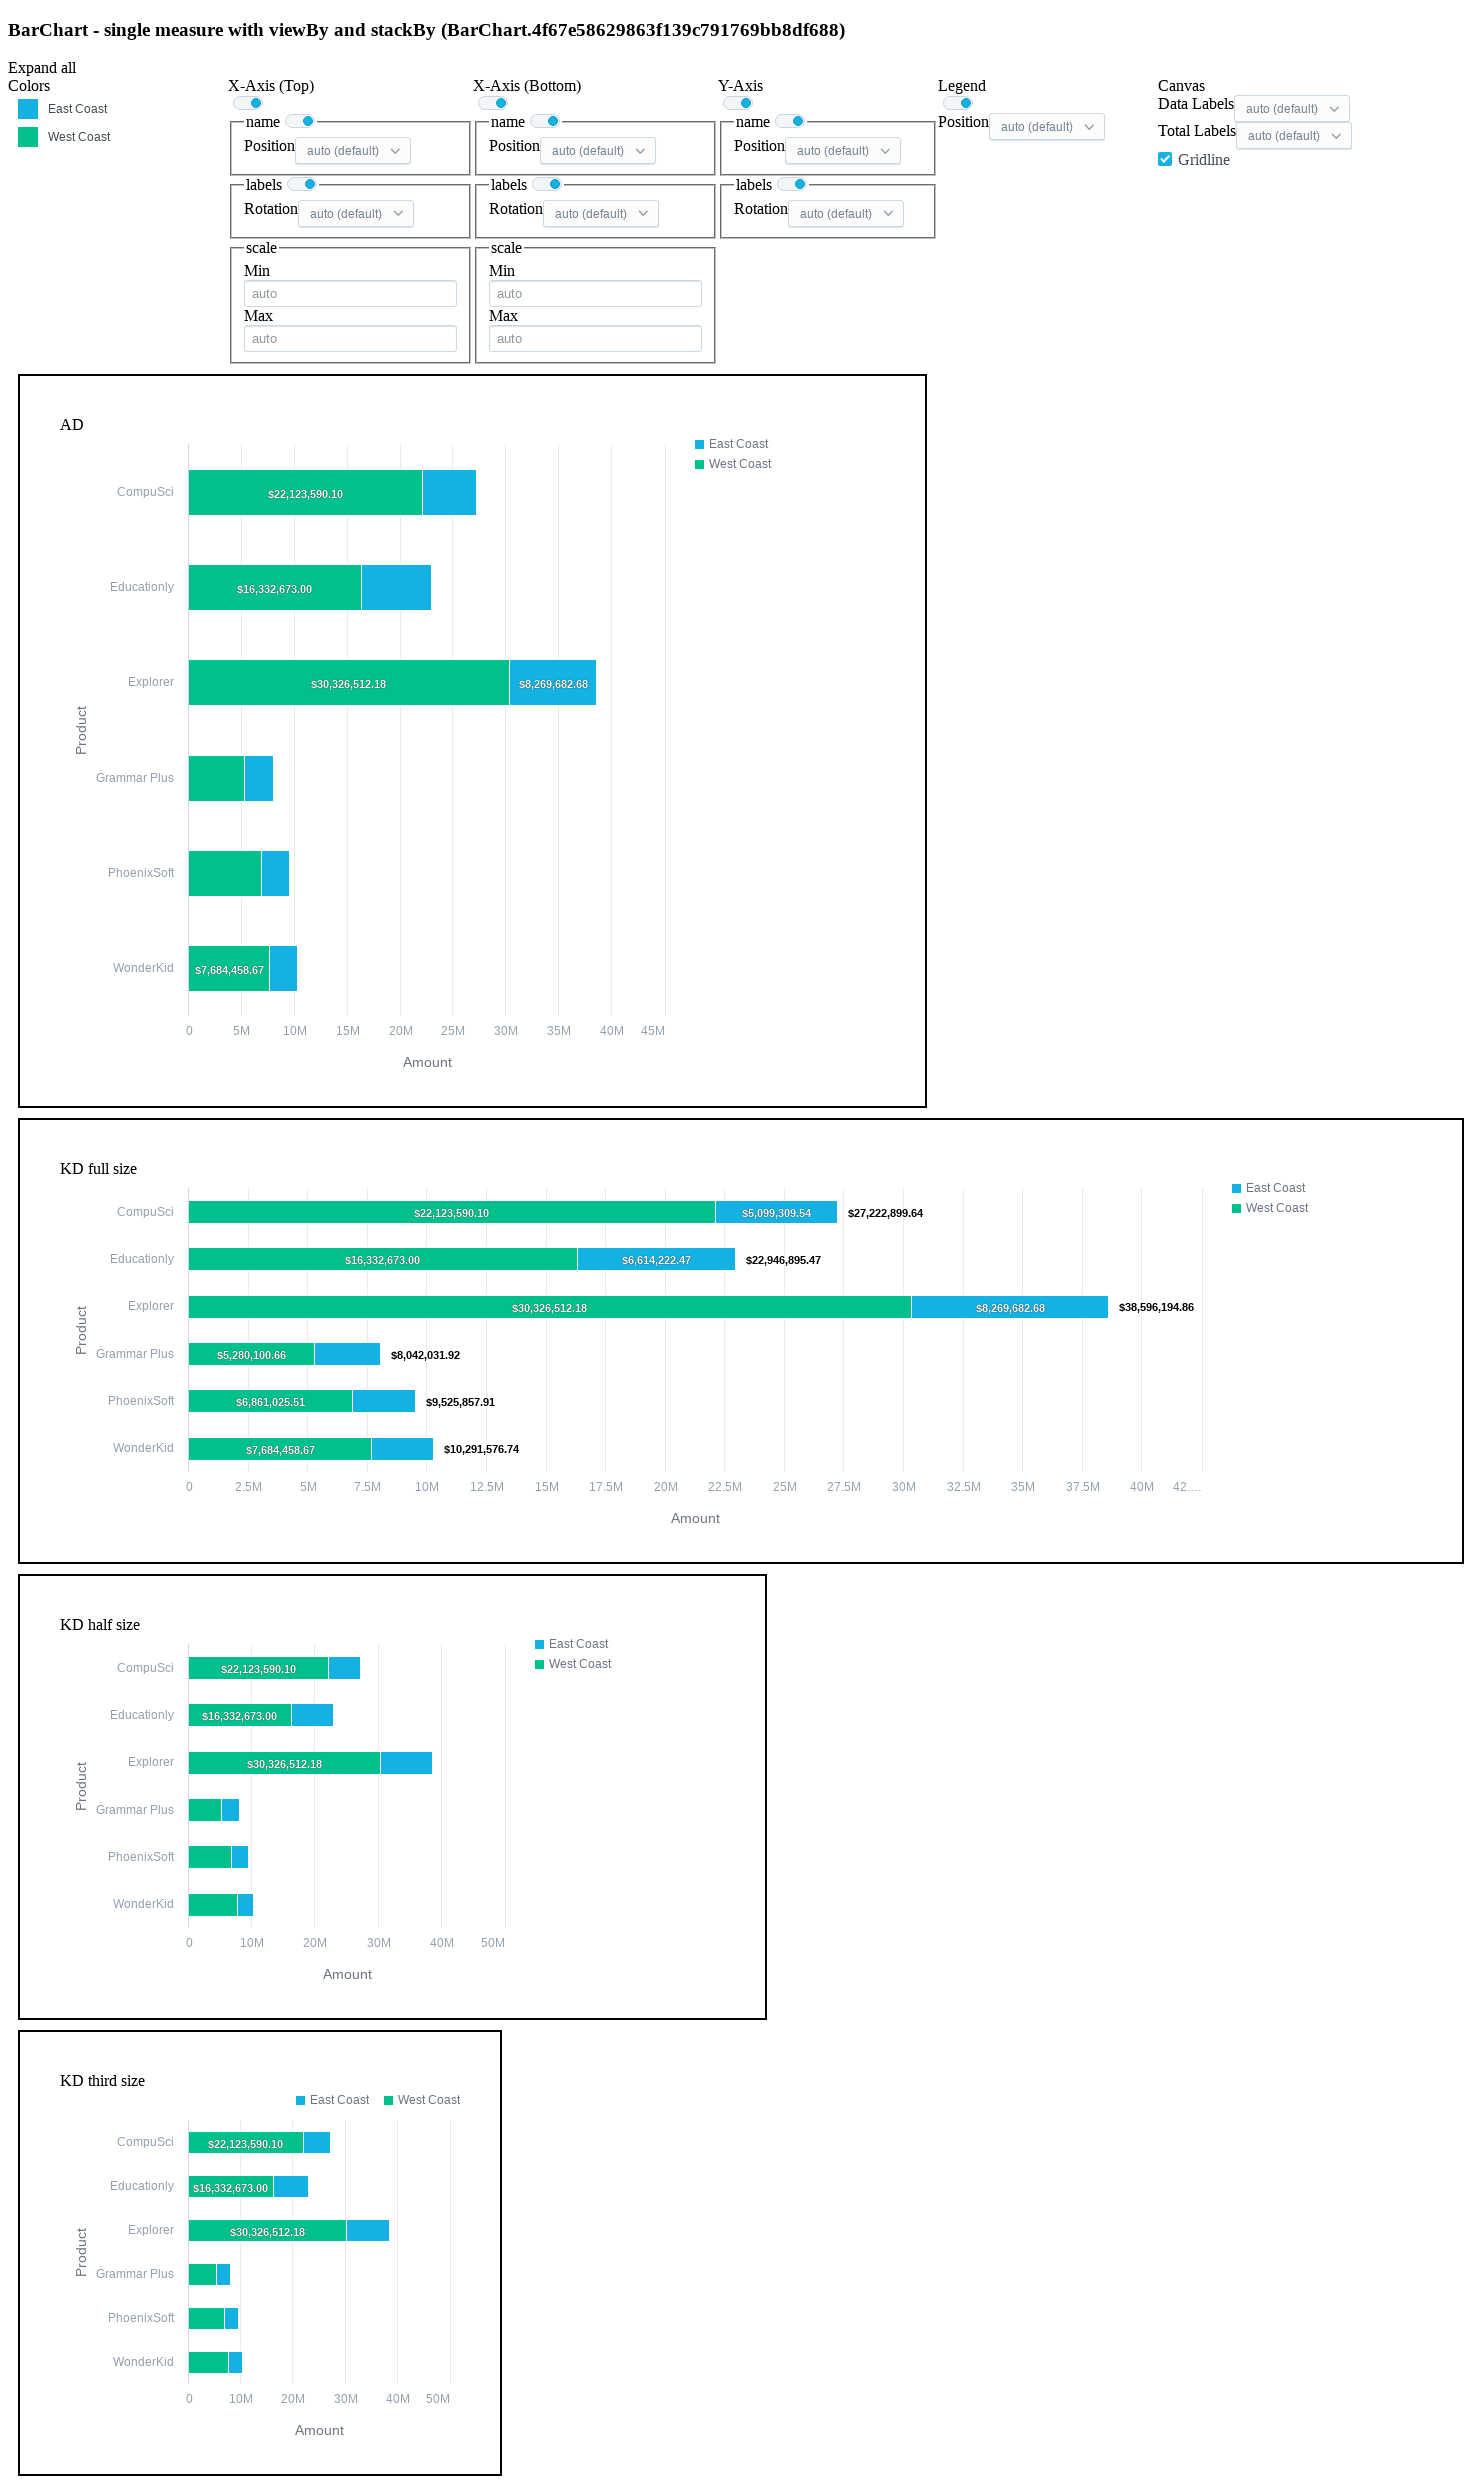 BarChart - single measure with viewBy and stackBy (BarChart.4f67e58629863f139c791769bb8df688)
Expand all
Colors
East Coast
West Coast
X-Axis (Top)
name
Position auto (default)
labels
Rotation auto (default)
scale
Min
auto
Max
auto
X-Axis (Bottom)
name
Position auto (default)
labels
Rotation auto (default)
scale
Min
auto
Max
auto
Y-Axis
name
Position auto (default)
labels
Rotation auto (default)
Legend
Position auto (default)
Canvas
Data Labels auto (default)
Total Labels auto (default)
Gridline
AD
East Coast
West Coast
Product
CompuSci $22,123,590.10
Educationly $16,332,673.00
Explorer $30,326,512.18 $8,269,682.68
Grammar Plus
PhoenixSoft
WonderKid $7,684,458.67
0 5M 10M 15M 20M 25M 30M 35M 40M 45M
Amount
KD full size
East Coast
West Coast
Product
CompuSci $22,123,590.10 $5,099,309.54 $27,222,899.64
Educationly $16,332,673.00 $6,614,222.47 $22,946,895.47
Explorer $30,326,512.18 $8,269,682.68 $38,596,194.86
Grammar Plus $5,280,100.66 $8,042,031.92
PhoenixSoft $6,861,025.51 $9,525,857.91
WonderKid $7,684,458.67 $10,291,576.74
0 2.5M 5M 7.5M 10M 12.5M 15M 17.5M 20M 22.5M 25M 27.5M 30M 32.5M 35M 37.5M 40M 42.…
Amount
KD half size
East Coast
West Coast
Product
CompuSci $22,123,590.10
Educationly $16,332,673.00
Explorer $30,326,512.18
Grammar Plus
PhoenixSoft
WonderKid
0 10M 20M 30M 40M 50M
Amount
KD third size
East Coast West Coast
Product
CompuSci $22,123,590.10
Educationly $16,332,673.00
Explorer $30,326,512.18
Grammar Plus
PhoenixSoft
WonderKid
0 10M 20M 30M 40M 50M
Amount